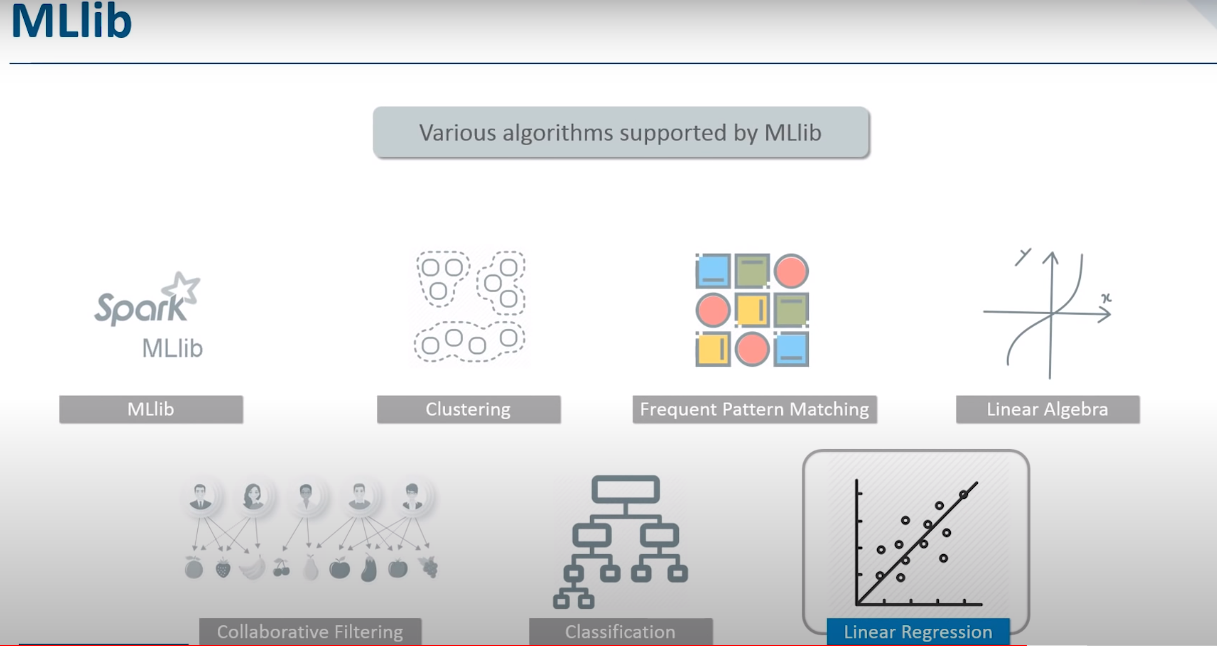 MLlib
Various algorithms supported by MLlib
Spark
MLlib
y
x
MLlib
Clustering
Frequent Pattern Matching
Linear Algebra
Collaborative Filtering
Classification
Linear Regression